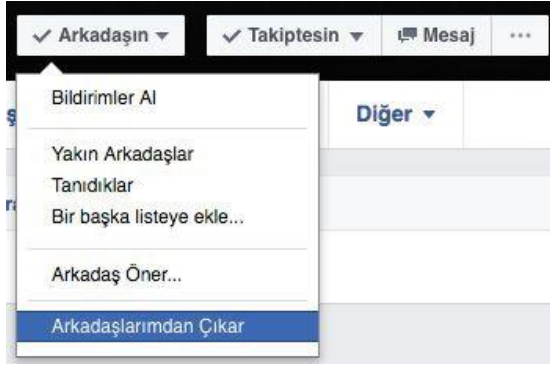 Arkadaşın
Takiptesin
Mesaj
Bildirimler Al
Diğer
Yakın Arkadaşlar
Tanıdıklar
Bir başka listeye ekle...
Arkadaş Öner...
Arkadaşlarımdan Çıkar